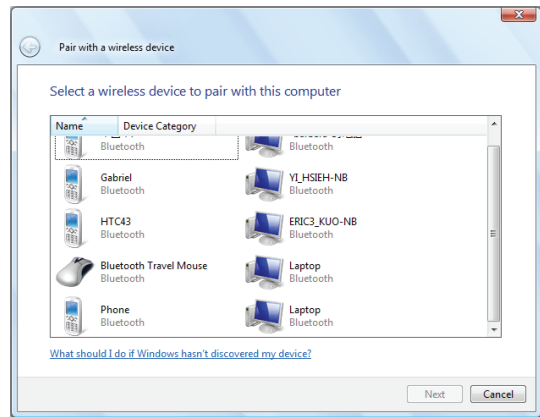 Pair with a wireless device
Select a wireless device to pair with this computer
Name Device Category
Bluetooth Bluetooth
Gabriel YI_HSIEH-NB
Bluetooth Bluetooth
HTC43 ERIC3_KUO-NB
Bluetooth Bluetooth
Bluetooth Travel Mouse Laptop
Bluetooth Bluetooth
Phone Laptop
Bluetooth Bluetooth
What should I do if Windows hasn't discovered my device?
Next Cancel